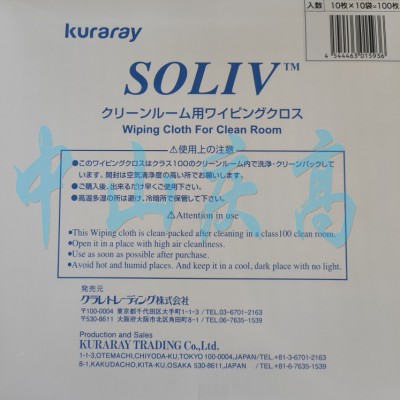 kuraray
入数 10枚×10袋=100枚
4 544463 015936
SOLIV™
クリーンルーム用ワイピングクロス
Wiping Cloth For Clean Room
⚠使用上の注意
●このワイピングクロスはクラス100のクリーンルーム内で洗浄・クリーンパックして
います。開封は空気清浄度の高い所でお願いします。
●ご購入後、出来るだけ早くご使用下さい。
●高温多湿の所は避け、冷暗所で保管して下さい。
⚠Attention in use
●This Wiping cloth is clean-packed after cleaning in a class100 clean room.
●Open it in a place with high air cleanliness.
●Use as soon as possible after purchase.
●Avoid hot and humid places. And keep it in a cool, dark place with no light.
中山庆高
発売元
クラレトレーディング株式会社
〒100-0004 東京都千代田区大手町1-1-3 TEL.03-6701-2163
〒530-8611 大阪府大阪市北区角田町8-1 TEL.06-7635-1539
Production and Sales
KURARAY TRADING Co.,Ltd.
1-1-3,OTEMACHI,CHIYODA-KU,TOKYO 100-0004,JAPAN/TEL.+81-3-6701-2163
8-1,KAKUDACHO,KITA-KU,OSAKA 530-8611,JAPAN/TEL.+81-6-7635-1539